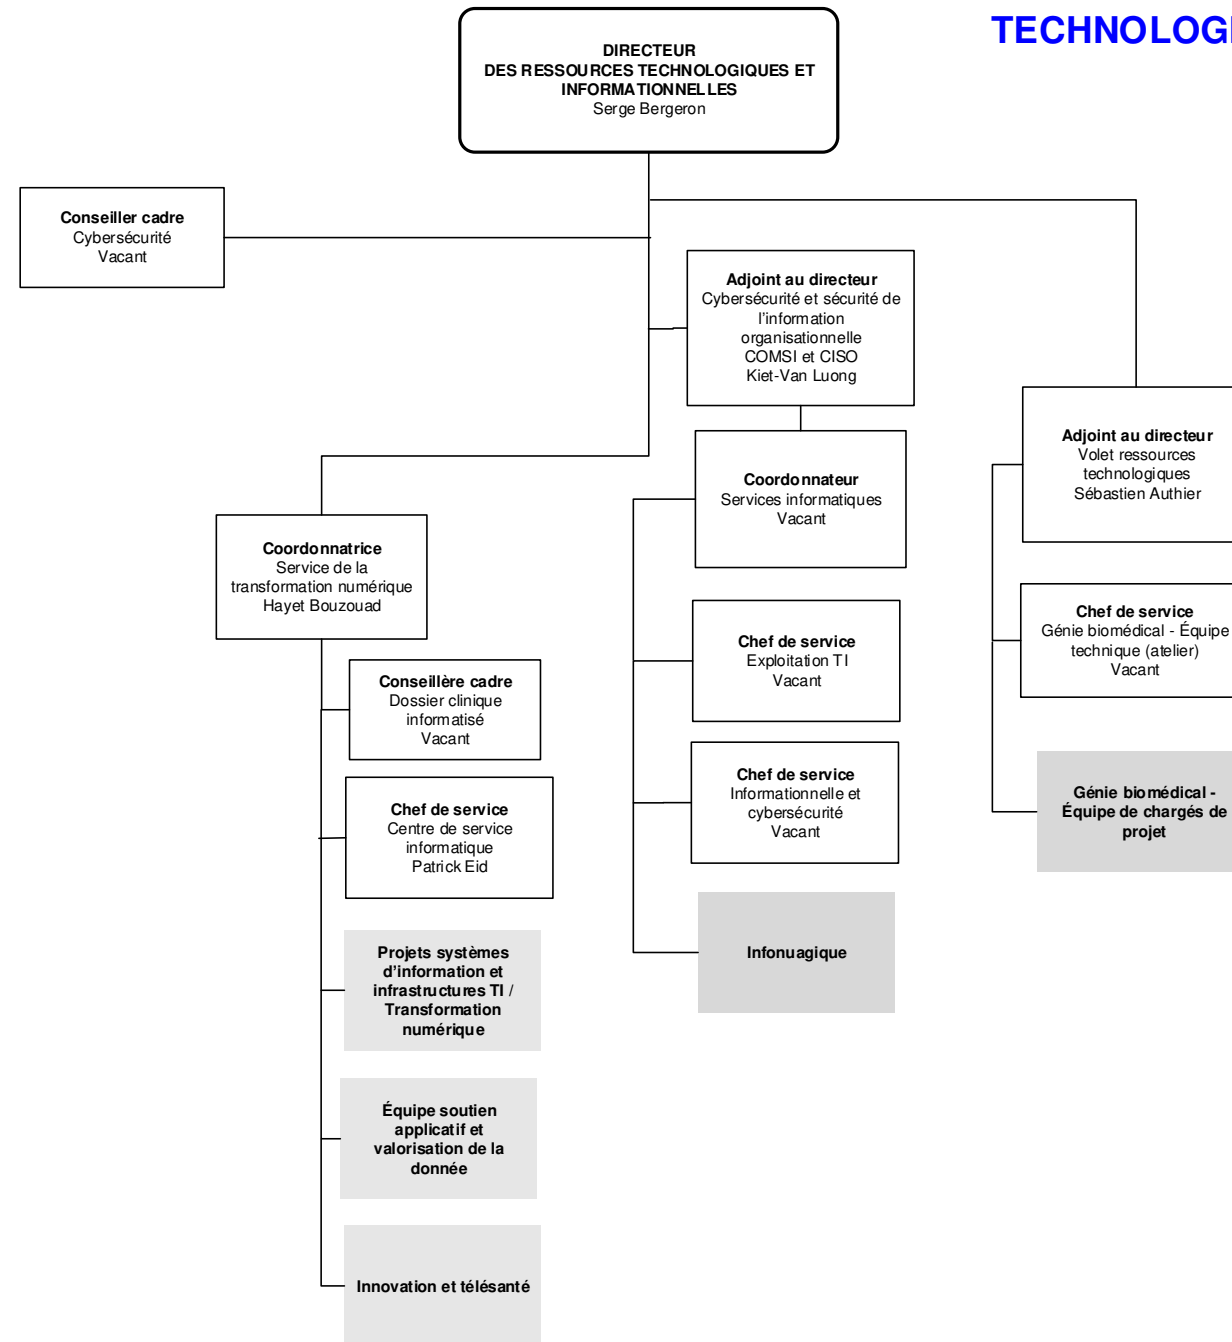 TECHNOLOGI
DIRECTEUR
DES RESSOURCES TECHNOLOGIQUES ET
INFORMATIONNELLES
Serge Bergeron
Conseiller cadre
Cybersécurité
Vacant
Adjoint au directeur
Cybersécurité et sécurité de
l'information
organisationnelle
COMSI et CISO
Kiet-Van Luong
Adjoint au directeur
Volet ressources
technologiques
Sébastien Authier
Coordonnateur
Services informatiques
Vacant
Coordonnatrice
Service de la
transformation numérique
Hayet Bouzouad
Chef de service
Génie biomédical - Équipe
technique (atelier)
Vacant
Chef de service
Exploitation TI
Vacant
Conseillère cadre
Dossier clinique
informatisé
Vacant
Chef de service
Informationnelle et
cybersécurité
Vacant
Génie biomédical -
Équipe de chargés de
projet
Chef de service
Centre de service
informatique
Patrick Eid
Infonuagique
Projets systèmes
d'information et
infrastructures TI /
Transformation
numérique
Équipe soutien
applicatif et
valorisation de la
donnée
Innovation et télésanté